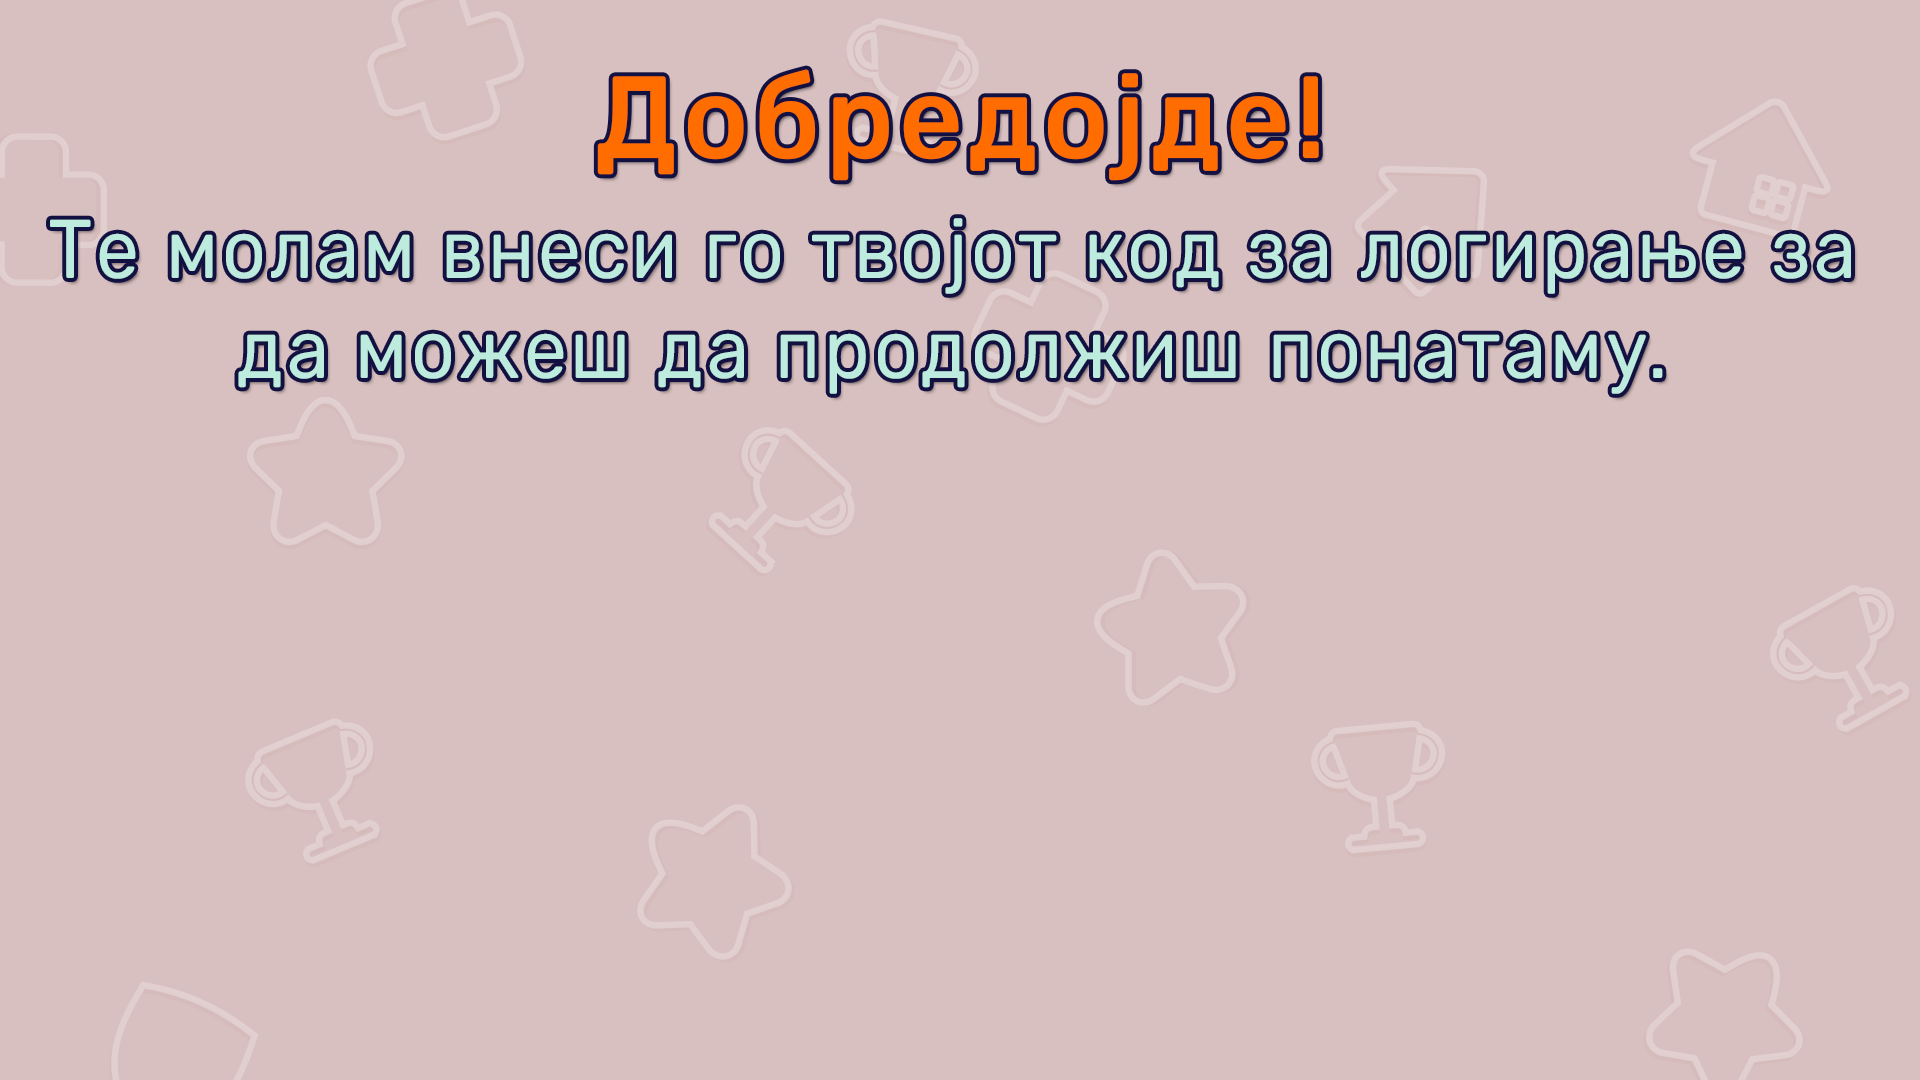 Добредојде!
Те молам внеси го твојот код за логирање за
да можеш да продолжиш понатаму.